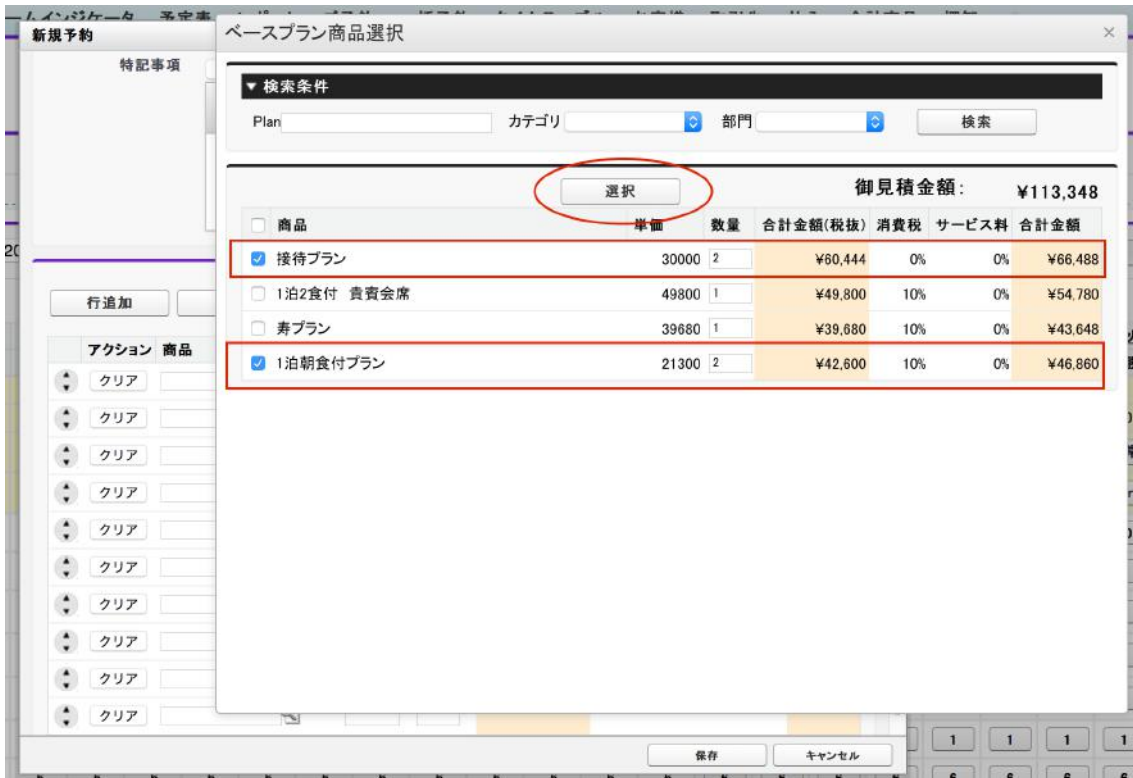 新規予約
ベースプラン商品選択
×
特記事項
▼ 検索条件
Plan
カテゴリ
部門
検索
選択
御見積金額:
¥113,348
商品 単価 数量 合計金額(税抜) 消費税 サービス料 合計金額
接待プラン 30000 2 ¥60,444 0% 0% ¥66,488
1泊2食付 貴賓会席 49800 1 ¥49,800 10% 0% ¥54,780
寿プラン 39680 1 ¥39,680 10% 0% ¥43,648
1泊朝食付プラン 21300 2 ¥42,600 10% 0% ¥46,860
行追加
アクション 商品
クリア
クリア
クリア
クリア
クリア
クリア
クリア
クリア
クリア
クリア
保存 キャンセル
1 1 1 1